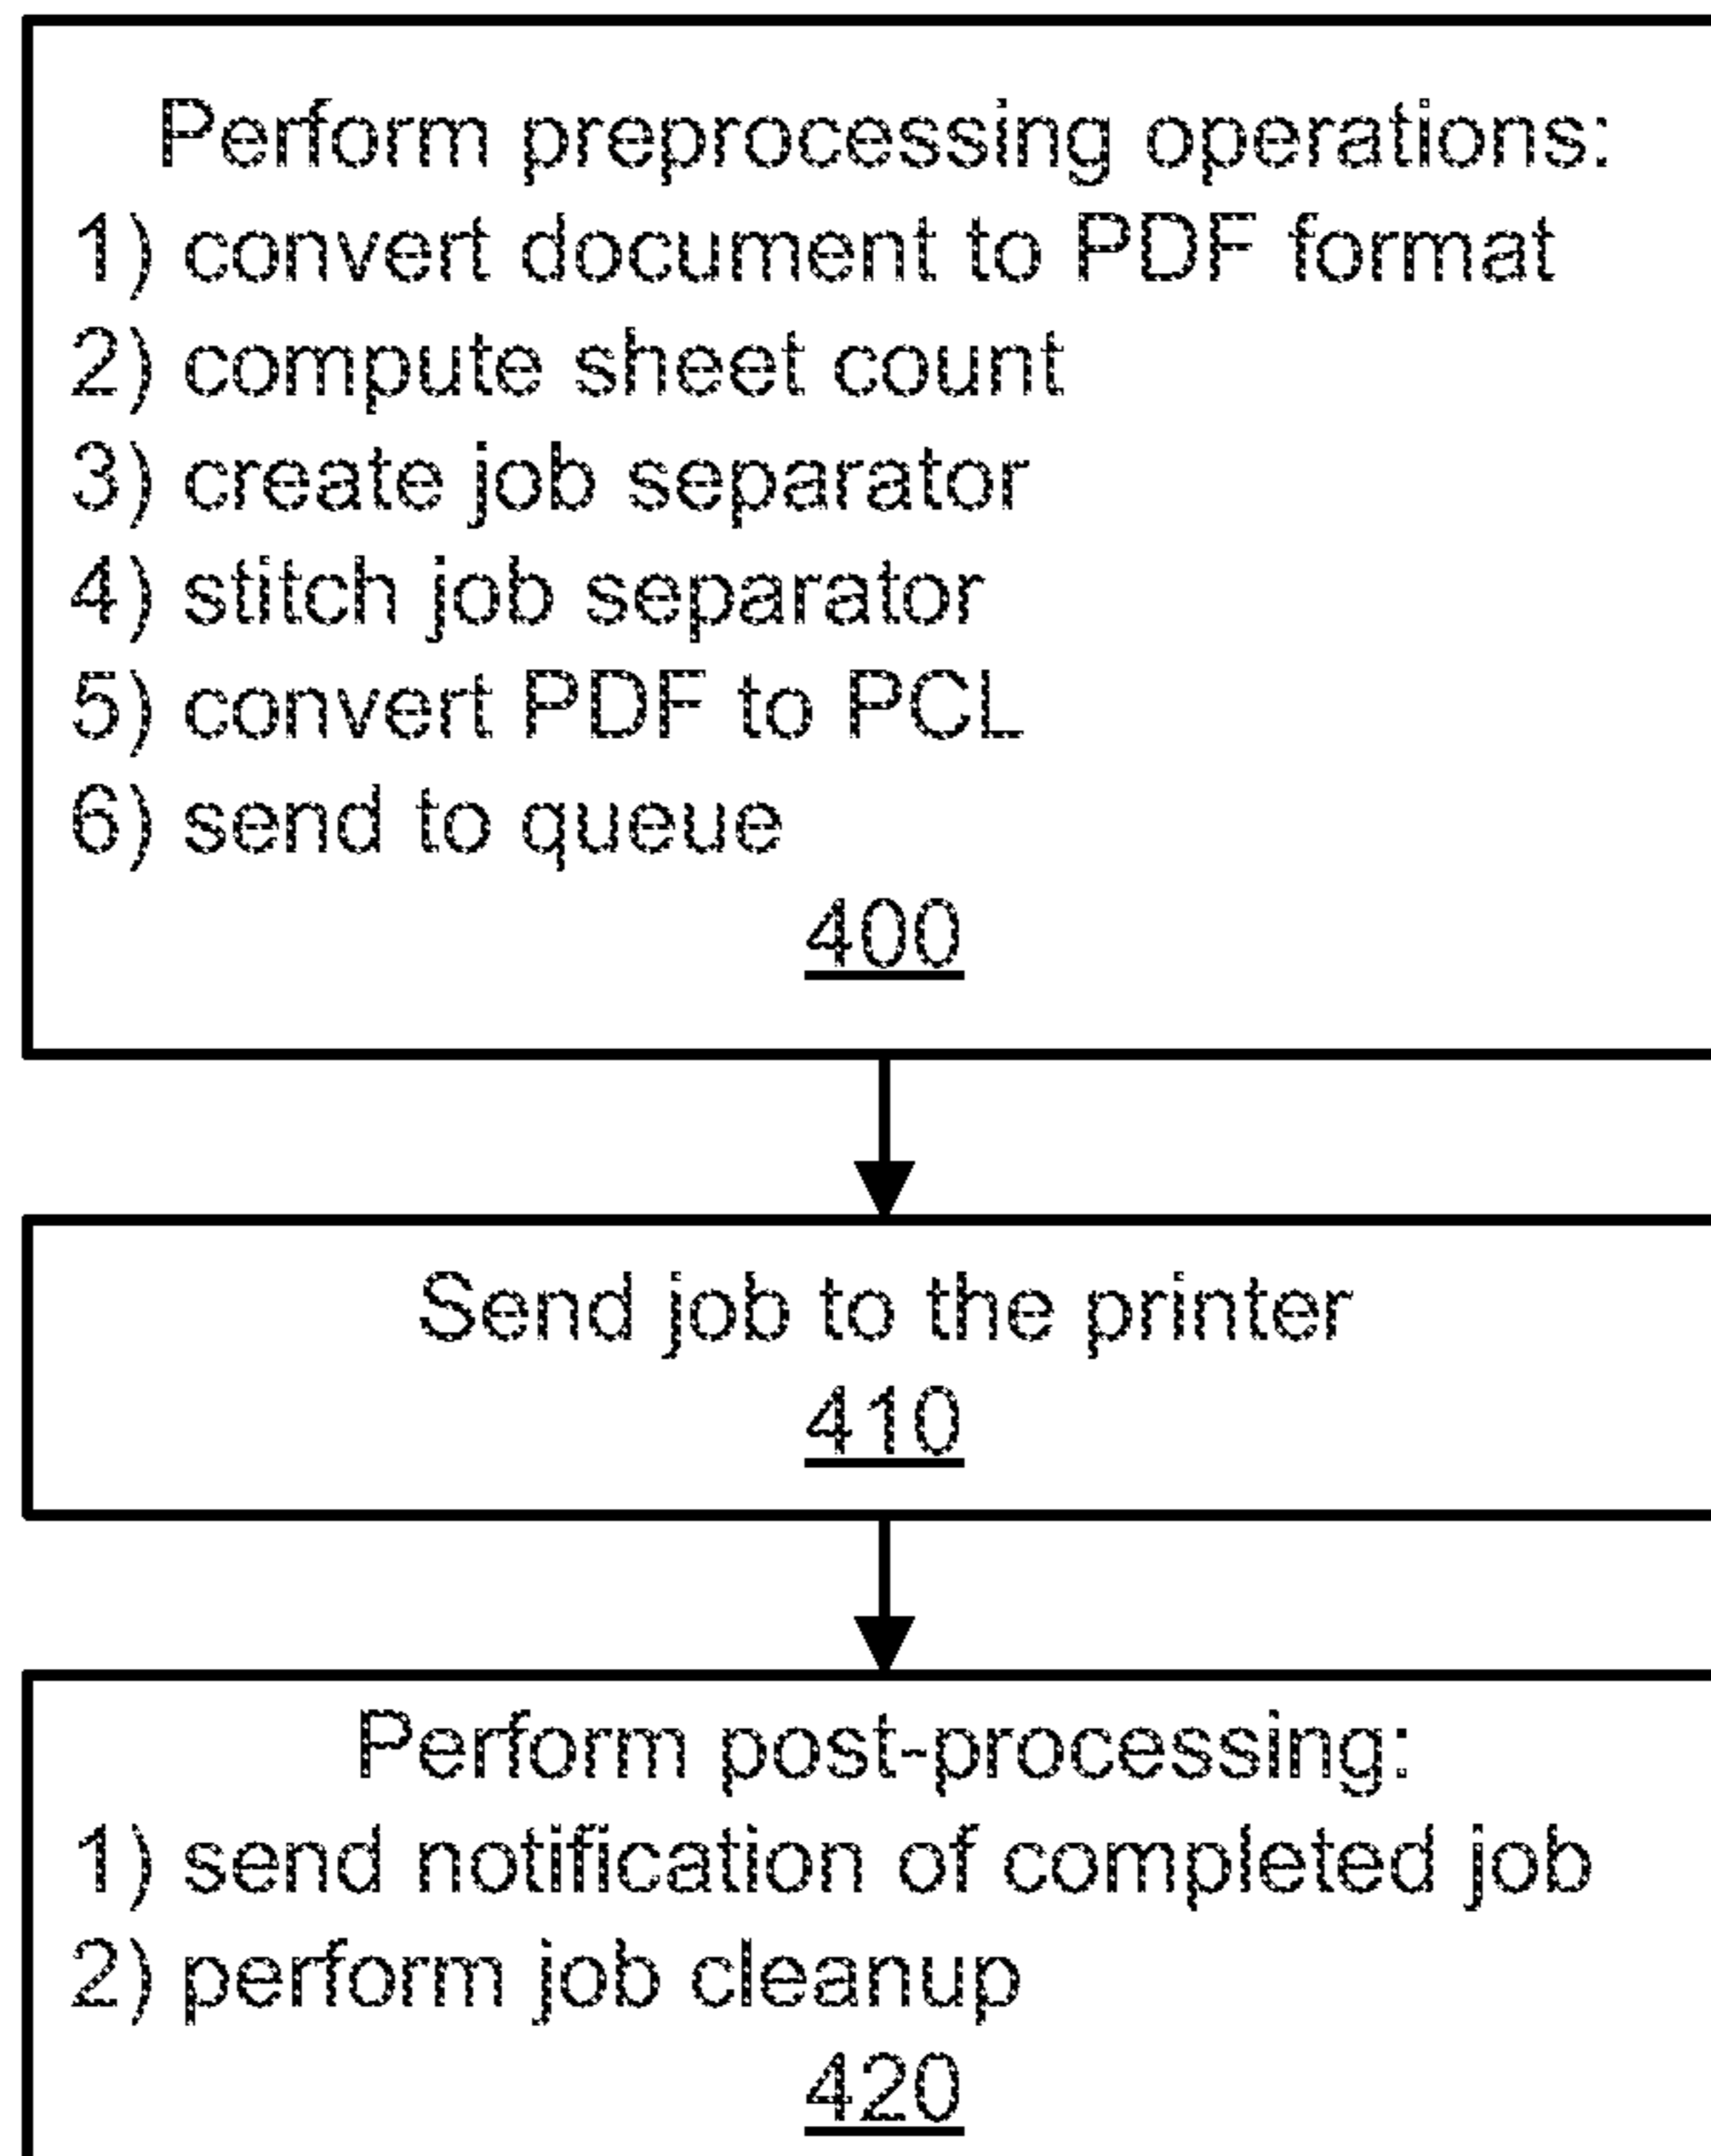 Perform preprocessing operations:
1) convert document to PDF format
2) compute sheet count
3) create job separator
4) stitch job separator
5) convert PDF to PCL
6) send to queue
400
Send job to the printer
410
Perform post-processing:
1) send notification of completed job
2) perform job cleanup
420